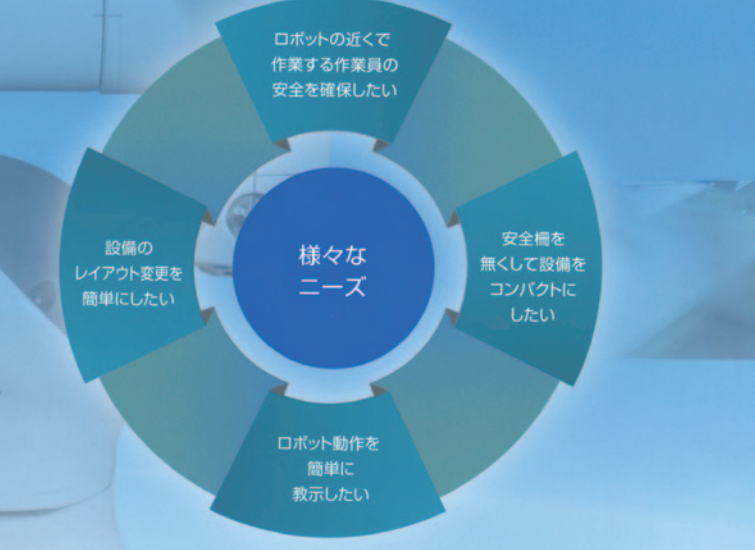 ロボットの近くで
作業する作業員の
安全を確保したい
設備の
レイアウト変更を
簡単にしたい
様々な
ニーズ
安全柵を
無くして設備を
コンパクトに
したい
ロボット動作を
簡単に
教示したい